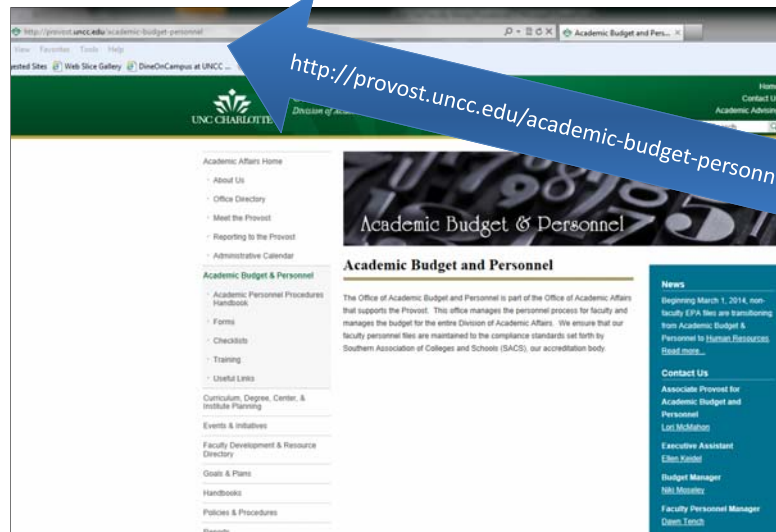 http://provost.uncc.edu/academic-budget-personnel
Academic Budget and Pers...
View Favorites Tools Help
ested Sites Web Slice Gallery DineOnCampus at UNCC ...
http://provost.uncc.edu/academic-budget-personn
UNC CHARLOTTE
Division of
Hom
Contact U
Academic Advisin
Academic Affairs Home
About Us
Office Directory
Meet the Provost
Reporting to the Provost
Administrative Calendar
Academic Budget & Personnel
Academic Personnel Procedures
Handbook
Forms
Checklists
Training
Useful Links
Curriculum, Degree, Center, &
Institute Planning
Events & Initiatives
Faculty Development & Resource
Directory
Goals & Plans
Handbooks
Policies & Procedures
Reports
Academic Budget & Personnel
Academic Budget and Personnel
The Office of Academic Budget and Personnel is part of the Office of Academic Affairs
that supports the Provost. This office manages the personnel process for faculty and
manages the budget for the entire Division of Academic Affairs. We ensure that our
faculty personnel files are maintained to the compliance standards set forth by
Southern Association of Colleges and Schools (SACS), our accreditation body.
News
Beginning March 1, 2014, non-
faculty EPA files are transitioning
from Academic Budget &
Personnel to Human Resources.
Read more...
Contact Us
Associate Provost for
Academic Budget and
Personnel
Lori McMahon
Executive Assistant
Ellen Keidel
Budget Manager
Niki Moseley
Faculty Personnel Manager
Dawn Tench